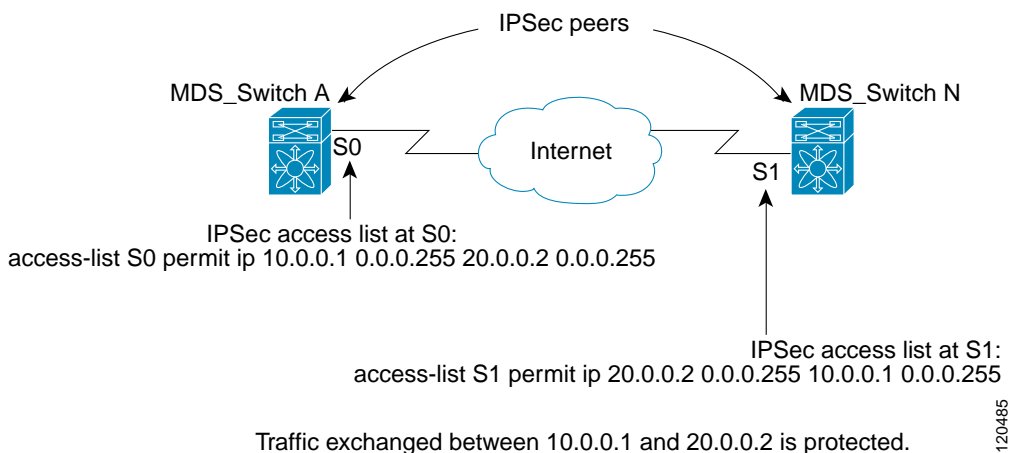 IPSec peers
MDS_Switch A
MDS_Switch N
S0
Internet
S1
IPSec access list at S0:
access-list S0 permit ip 10.0.0.1 0.0.0.255 20.0.0.2 0.0.0.255
IPSec access list at S1:
access-list S1 permit ip 20.0.0.2 0.0.0.255 10.0.0.1 0.0.0.255
Traffic exchanged between 10.0.0.1 and 20.0.0.2 is protected.
120485